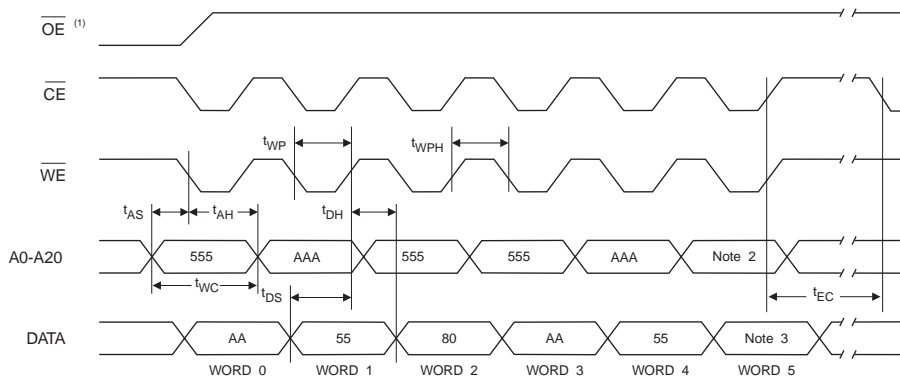 OE (1)
CE
tWP
tWPH
WE
tAS
tAH
tDH
A0-A20
555
AAA
555
555
AAA
Note 2
tWC
tDS
tEC
DATA
AA
55
80
AA
55
Note 3
WORD 0
WORD 1
WORD 2
WORD 3
WORD 4
WORD 5